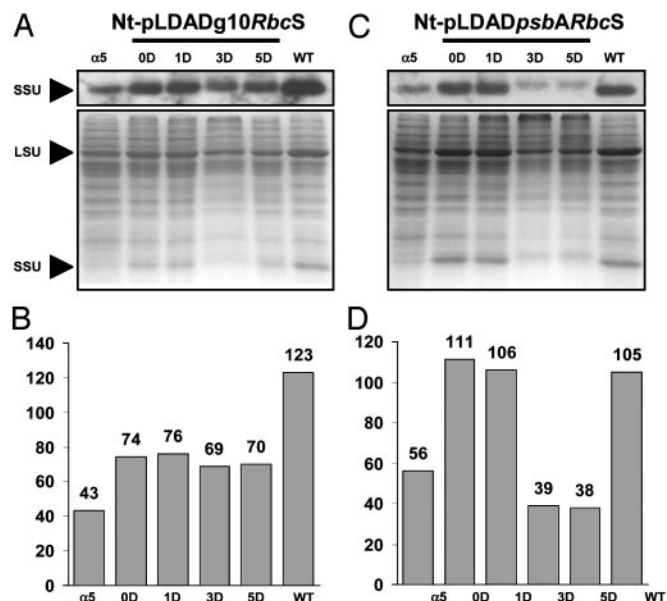 A
Nt-pLDADg10RbcS
α5 0D 1D 3D 5D WT
SSU
LSU
SSU
B
140
120
100
80
60
40
20
0
43
74
76
69
70
123
α5 0D 1D 3D 5D WT
C
Nt-pLDADpsbARbcS
α5 0D 1D 3D 5D WT
D
120
100
80
60
40
20
0
56
111
106
39
38
105
α5 0D 1D 3D 5D WT